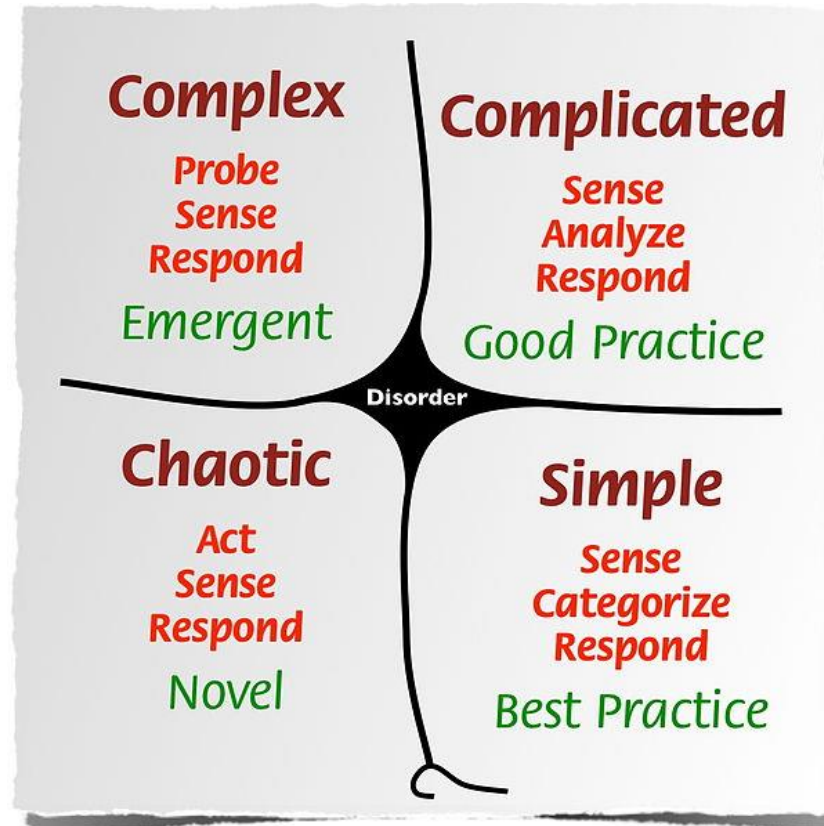 Complex
Probe
Sense
Respond
Emergent
Complicated
Sense
Analyze
Respond
Good Practice
Disorder
Chaotic
Act
Sense
Respond
Novel
Simple
Sense
Categorize
Respond
Best Practice